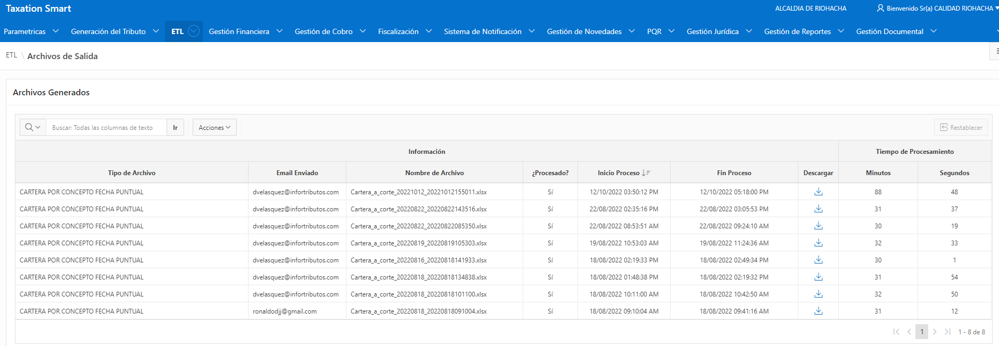 Taxation Smart
ALCALDIA DE RIOHACHA
Bienvenido Sr(a) CALIDAD RIOHACHA
Parametricas Generación del Tributo ETL Gestión Financiera Gestión de Cobro Fiscalización Sistema de Notificación Gestión de Novedades PQR Gestión Jurídica Gestión de Reportes Gestión Documental
ETL \ Archivos de Salida
Archivos Generados
Buscar: Todas las columnas de texto Ir Acciones Restablecer
Información Tiempo de Procesamiento
Tipo de Archivo Email Enviado Nombre de Archivo ¿Procesado? Inicio Proceso Fin Proceso Descargar Minutos Segundos
CARTERA POR CONCEPTO FECHA PUNTUAL dvelasquez@infortributos.com Cartera_a_corte_20221012_20221012155011.xlsx Sí 12/10/2022 03:50:12 PM 12/10/2022 05:18:00 PM 88 48
CARTERA POR CONCEPTO FECHA PUNTUAL dvelasquez@infortributos.com Cartera_a_corte_20220822_20220822143516.xlsx Sí 22/08/2022 02:35:16 PM 22/08/2022 03:05:53 PM 31 37
CARTERA POR CONCEPTO FECHA PUNTUAL dvelasquez@infortributos.com Cartera_a_corte_20220822_20220822085350.xlsx Sí 22/08/2022 08:53:51 AM 22/08/2022 09:24:10 AM 30 19
CARTERA POR CONCEPTO FECHA PUNTUAL dvelasquez@infortributos.com Cartera_a_corte_20220819_20220819105303.xlsx Sí 19/08/2022 10:53:03 AM 19/08/2022 11:24:36 AM 32 33
CARTERA POR CONCEPTO FECHA PUNTUAL dvelasquez@infortributos.com Cartera_a_corte_20220816_20220818141933.xlsx Sí 18/08/2022 02:19:33 PM 18/08/2022 02:49:34 PM 30 1
CARTERA POR CONCEPTO FECHA PUNTUAL dvelasquez@infortributos.com Cartera_a_corte_20220818_20220818134838.xlsx Sí 18/08/2022 01:48:38 PM 18/08/2022 02:19:32 PM 31 54
CARTERA POR CONCEPTO FECHA PUNTUAL dvelasquez@infortributos.com Cartera_a_corte_20220818_20220818101100.xlsx Sí 18/08/2022 10:11:00 AM 18/08/2022 10:42:50 AM 32 50
CARTERA POR CONCEPTO FECHA PUNTUAL ronaldodjj@gmail.com Cartera_a_corte_20220818_20220818091004.xlsx Sí 18/08/2022 09:10:04 AM 18/08/2022 09:41:16 AM 31 12
1 1 - 8 de 8